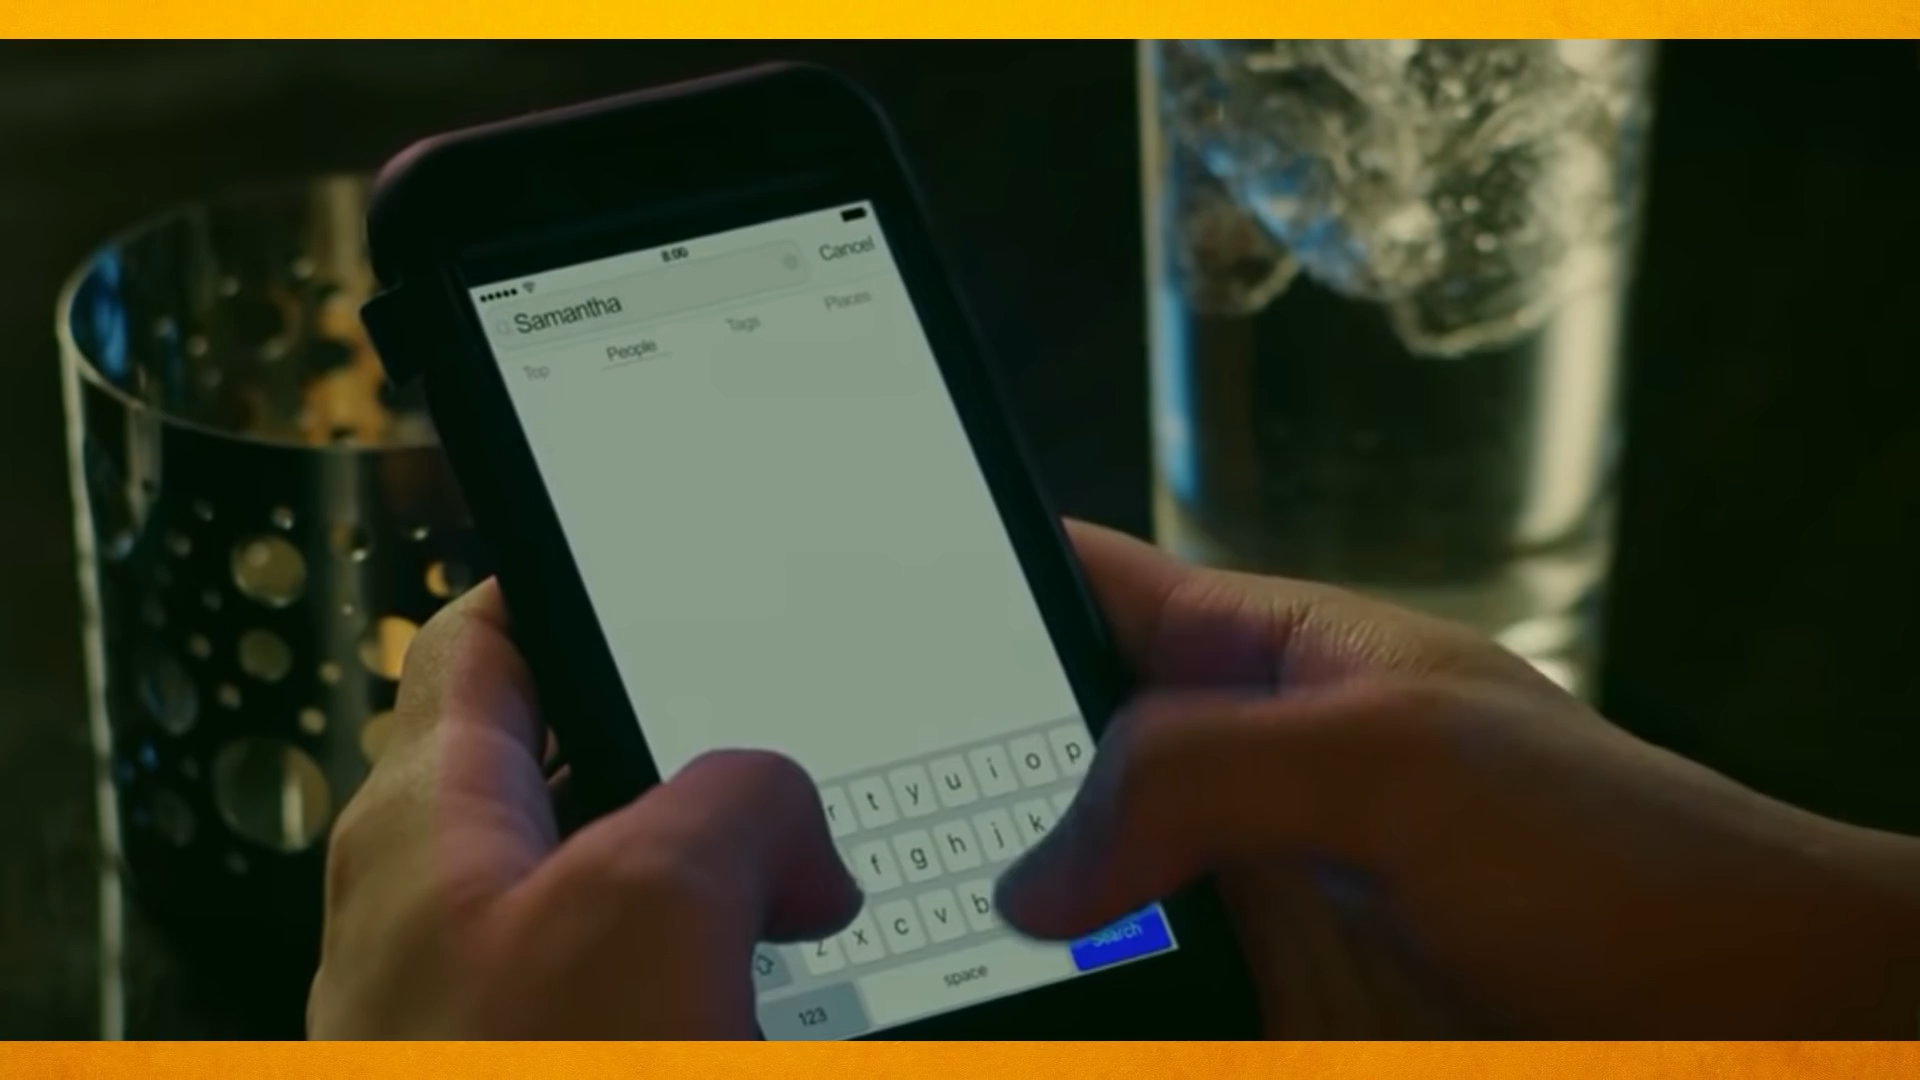 8:00
Samantha
Cancel
Top People Tags Places
r t y u i o p
f g h j k
z x c v b
Search
123 space